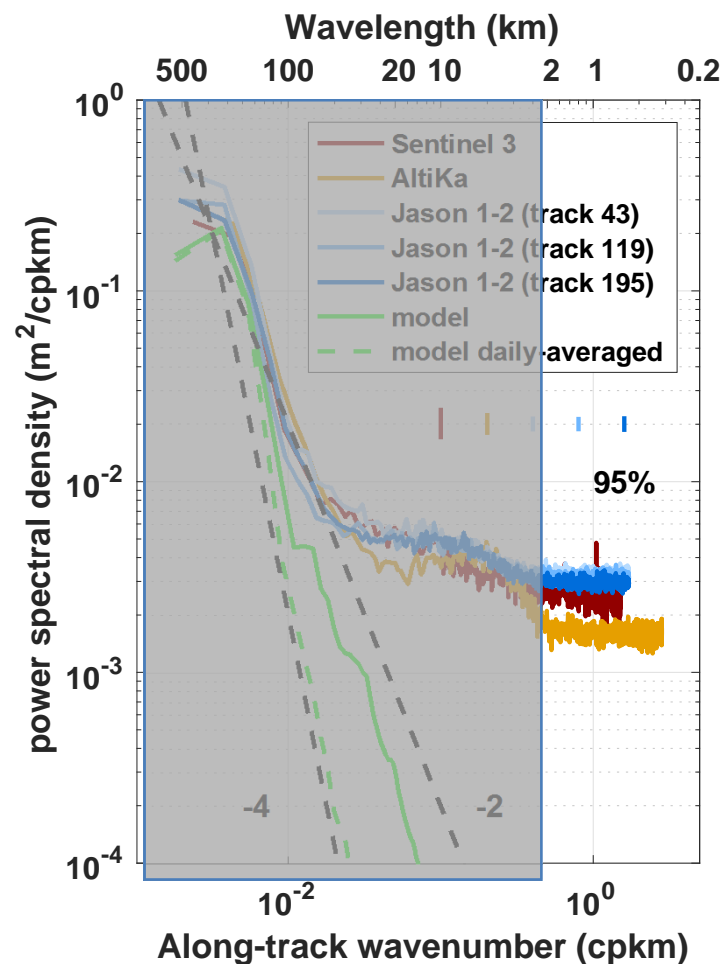 Wavelength (km)
500 100 20 10 2 1 0.2
10^0
Sentinel 3
AltiKa
Jason 1-2 (track 43)
Jason 1-2 (track 119)
Jason 1-2 (track 195)
model
model daily-averaged
10^-1
10^-2
95%
10^-3
-4 -2
10^-4
10^-2 10^0
power spectral density (m^2/cpkm)
Along-track wavenumber (cpkm)